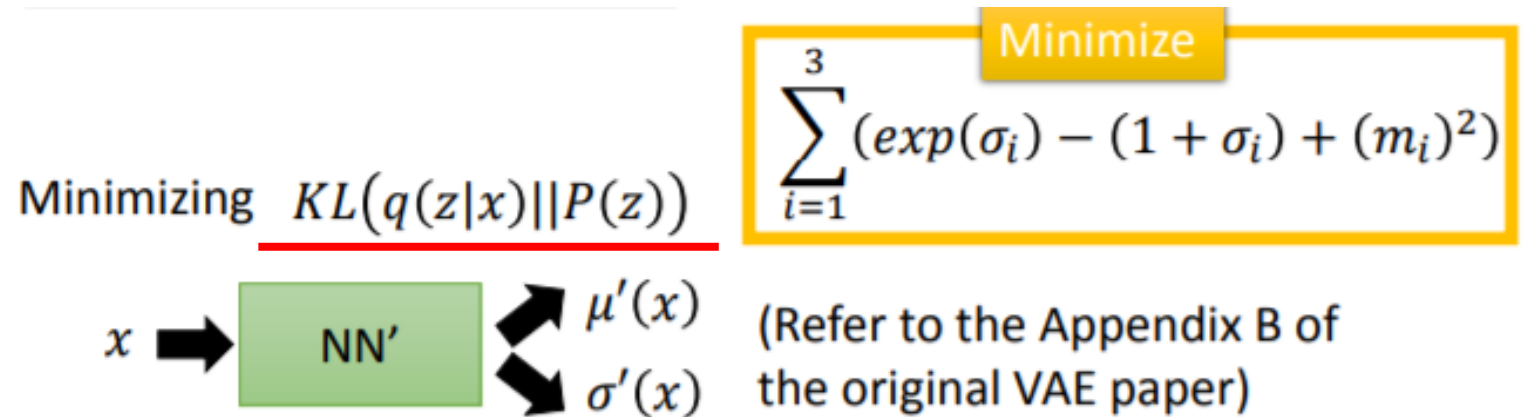 Minimizing KL(q(z|x)||P(z))
Minimize
∑_{i=1}^{3}(exp(σ_i) − (1 + σ_i) + (m_i)^2)
x
NN′
μ′(x)
σ′(x)
(Refer to the Appendix B of
the original VAE paper)